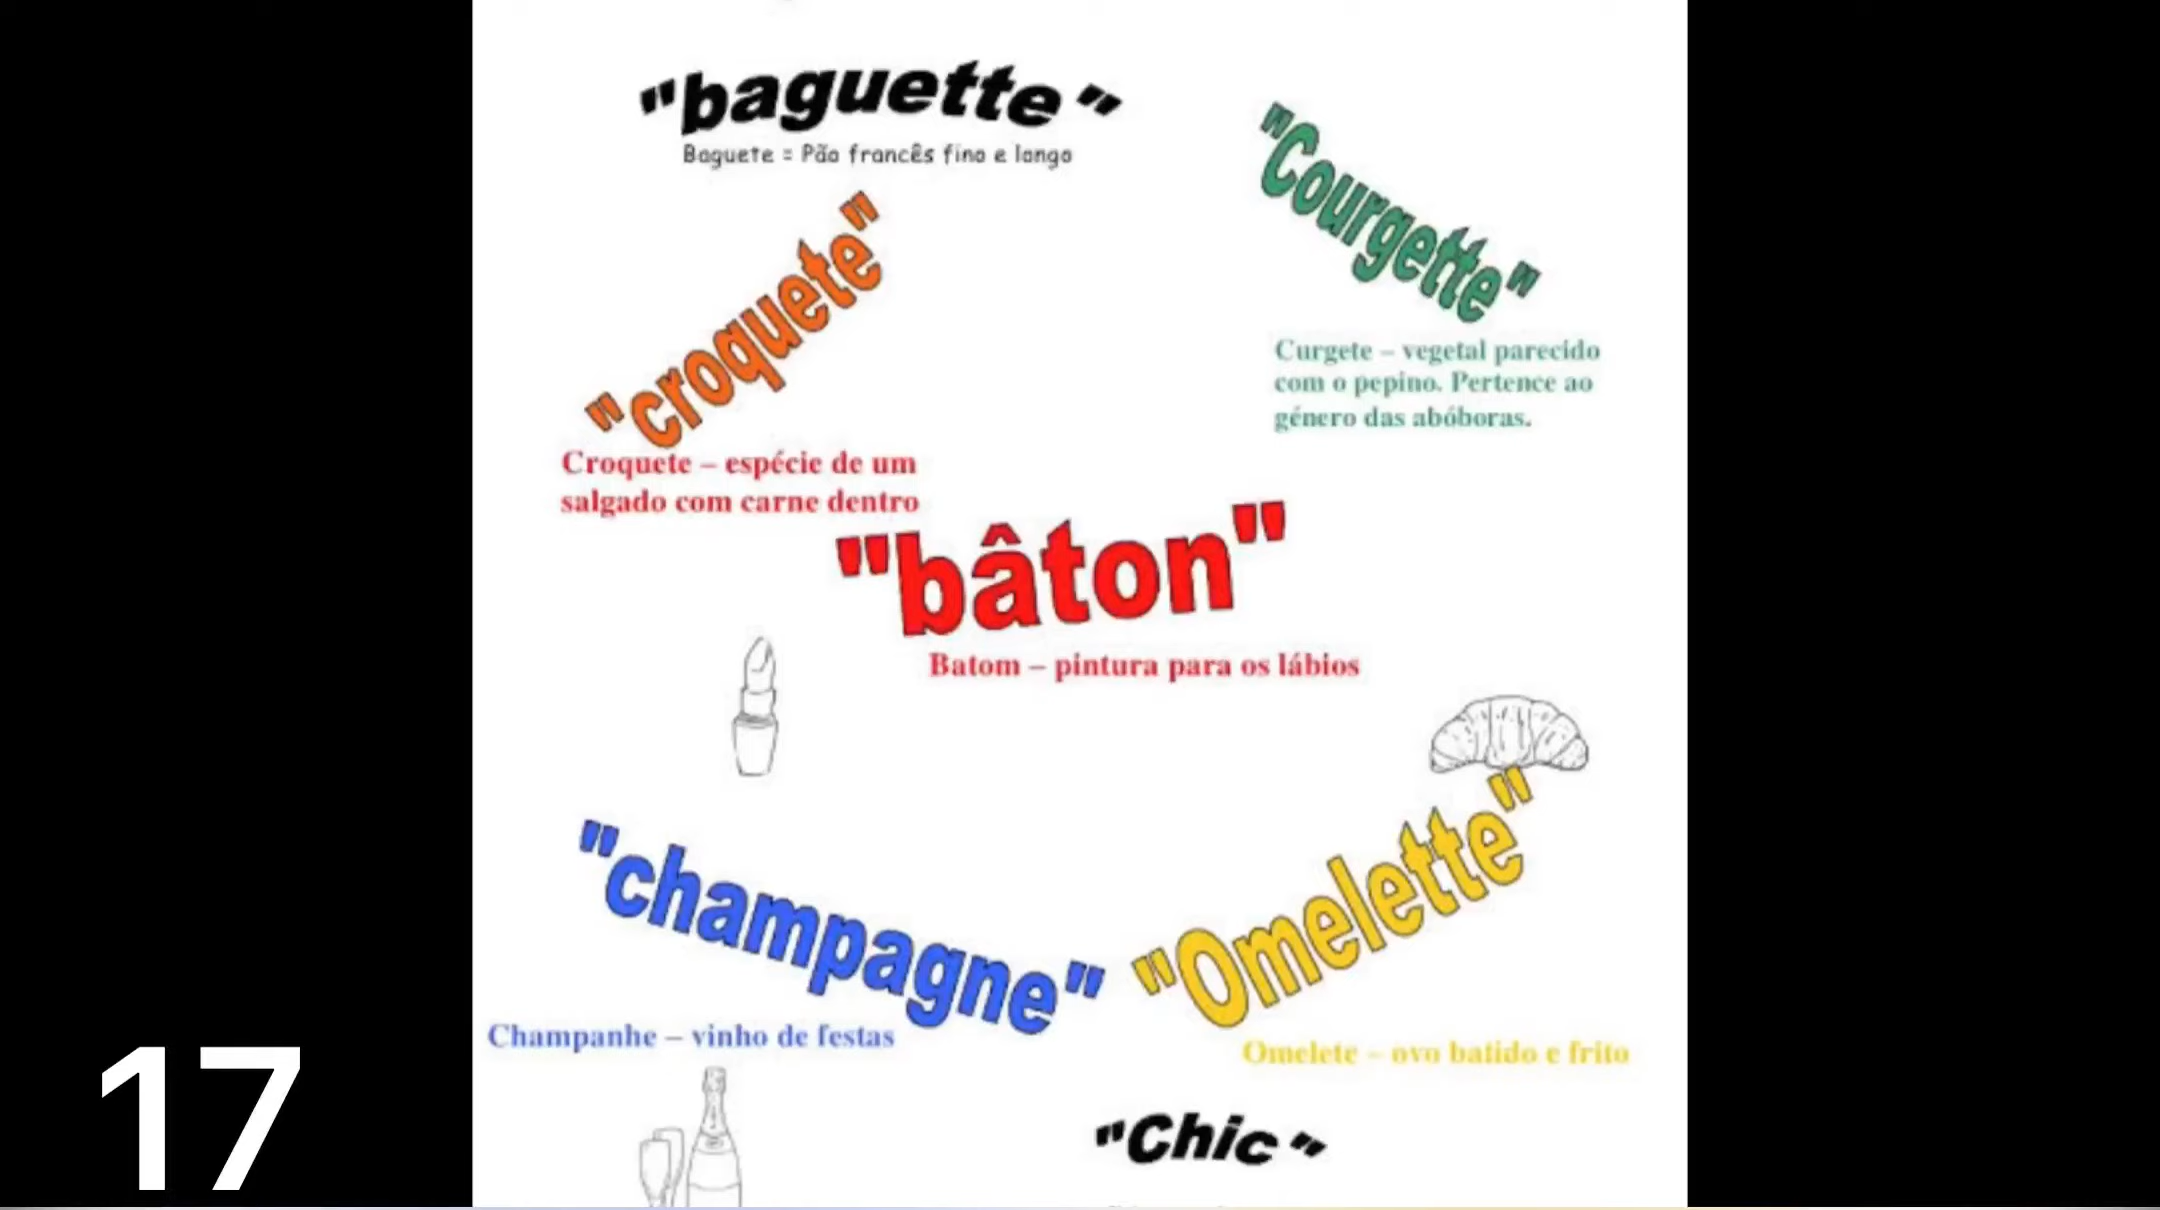 "baguette"
Baguete = Pão francês fino e longo
"Courgette"
"croquete"
Curgete – vegetal parecido
com o pepino. Pertence ao
género das abóboras.
Croquete – espécie de um
salgado com carne dentro
"bâton"
Batom – pintura para os lábios
"champagne"
"Omelette"
Champanhe – vinho de festas
Omelete – ovo batido e frito
"Chic"
17